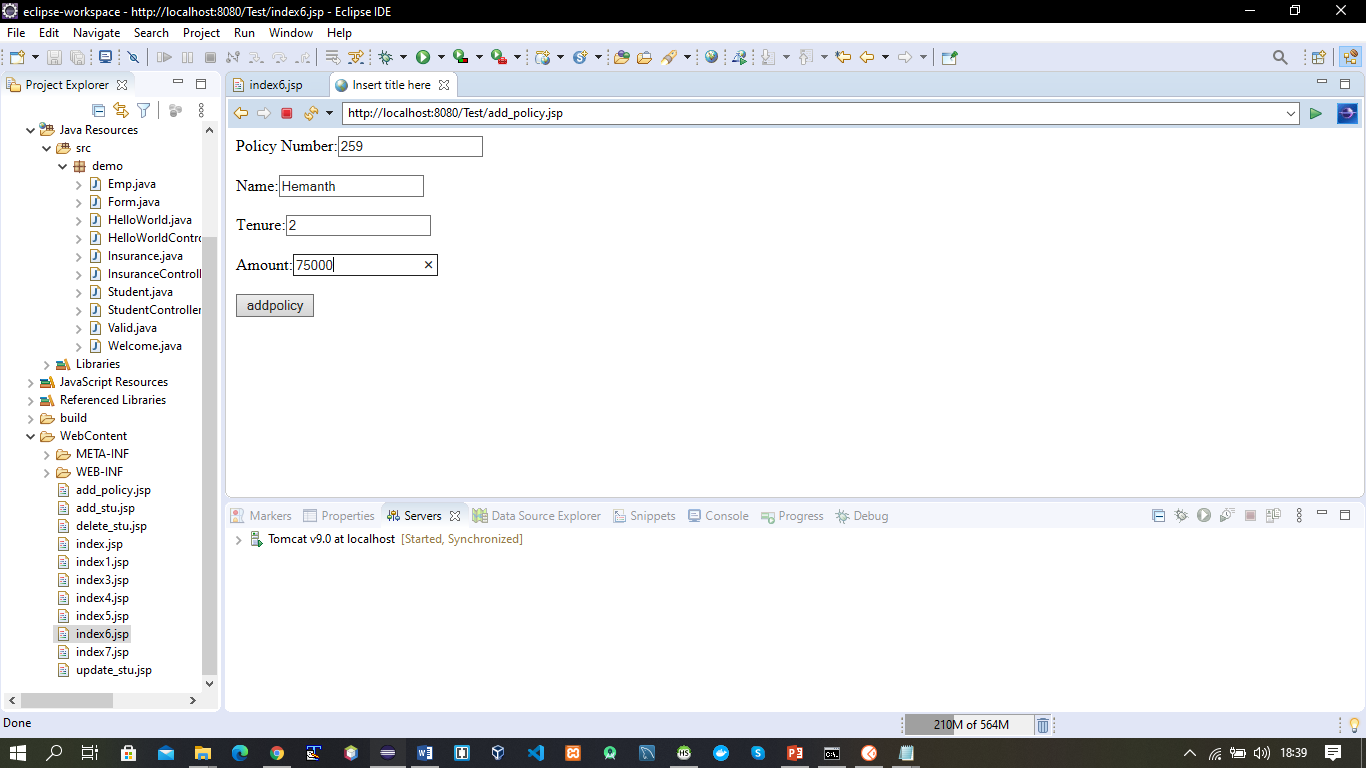 eclipse-workspace - http://localhost:8080/Test/index6.jsp - Eclipse IDE
File Edit Navigate Search Project Run Window Help
Project Explorer
Java Resources
src
demo
Emp.java
Form.java
HelloWorld.java
HelloWorldContro
Insurance.java
InsuranceControll
Student.java
StudentController
Valid.java
Welcome.java
Libraries
JavaScript Resources
Referenced Libraries
build
WebContent
META-INF
WEB-INF
add_policy.jsp
add_stu.jsp
delete_stu.jsp
index.jsp
index1.jsp
index3.jsp
index4.jsp
index5.jsp
index6.jsp
index7.jsp
update_stu.jsp
index6.jsp Insert title here
http://localhost:8080/Test/add_policy.jsp
Policy Number: 259
Name: Hemanth
Tenure: 2
Amount: 75000
addpolicy
Markers Properties Servers Data Source Explorer Snippets Console Progress Debug
Tomcat v9.0 at localhost [Started, Synchronized]
Done
210M of 564M
18:39